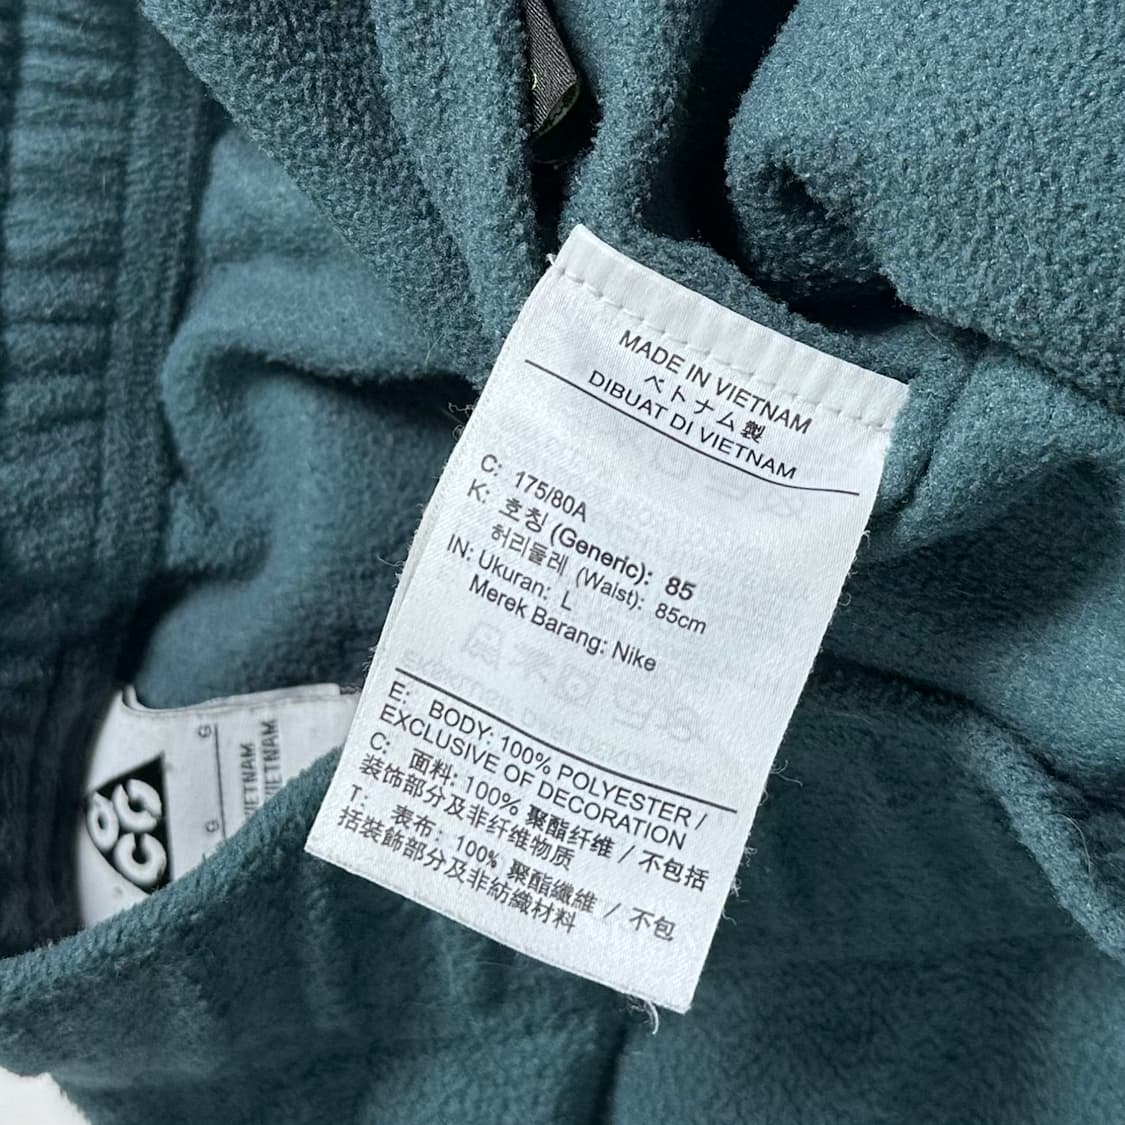 MADE IN VIETNAM
ベトナム製
DIBUAT DI VIETNAM
C: 175/80A
K: 호칭 (Generic): 85
허리둘레 (Waist): 85cm
IN: Ukuran: L
Merek Barang: Nike
E: BODY: 100% POLYESTER /
EXCLUSIVE OF DECORATION
C: 面料: 100% 聚酯纤维 / 不包括
装饰部分及非纤维物质
T: 表布: 100% 聚酯纖維 / 不包
括裝飾部分及非紡織材料
VIETNAM
VIETNAM
G
G